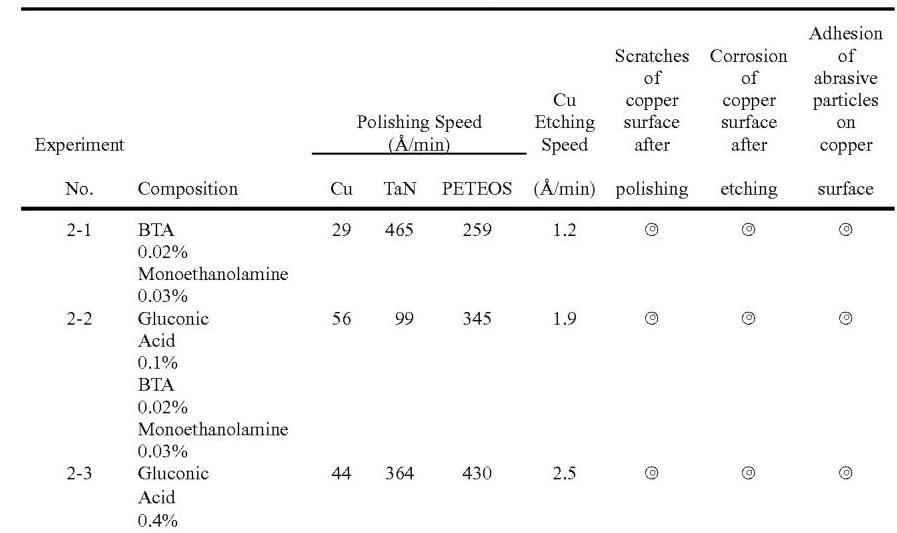 Adhesion
Scratches Corrosion of
of of abrasive
Cu copper copper particles
Polishing Speed Etching surface surface on
Experiment (Å/min) Speed after after copper
No. Composition Cu TaN PETEOS (Å/min) polishing etching surface
2-1 BTA 29 465 259 1.2 ◎ ◎ ◎
0.02%
Monoethanolamine
0.03%
2-2 Gluconic 56 99 345 1.9 ◎ ◎ ◎
Acid
0.1%
BTA
0.02%
Monoethanolamine
0.03%
2-3 Gluconic 44 364 430 2.5 ◎ ◎ ◎
Acid
0.4%